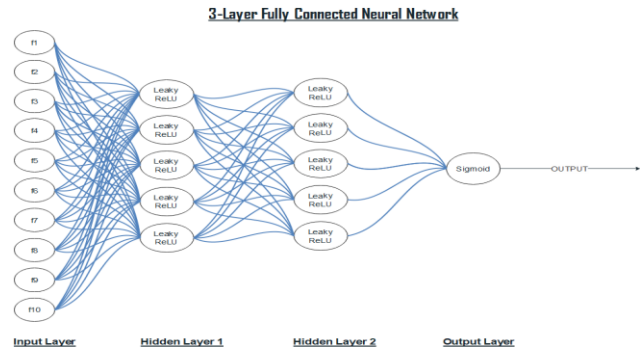 3-Layer Fully Connected Neural Network
f1
f2
f3
f4
f5
f6
f7
f8
f9
f10
Leaky
ReLU
Leaky
ReLU
Leaky
ReLU
Leaky
ReLU
Leaky
ReLU
Leaky
ReLU
Leaky
ReLU
Leaky
ReLU
Leaky
ReLU
Leaky
ReLU
Sigmoid
OUTPUT
Input Layer
Hidden Layer 1
Hidden Layer 2
Output Layer